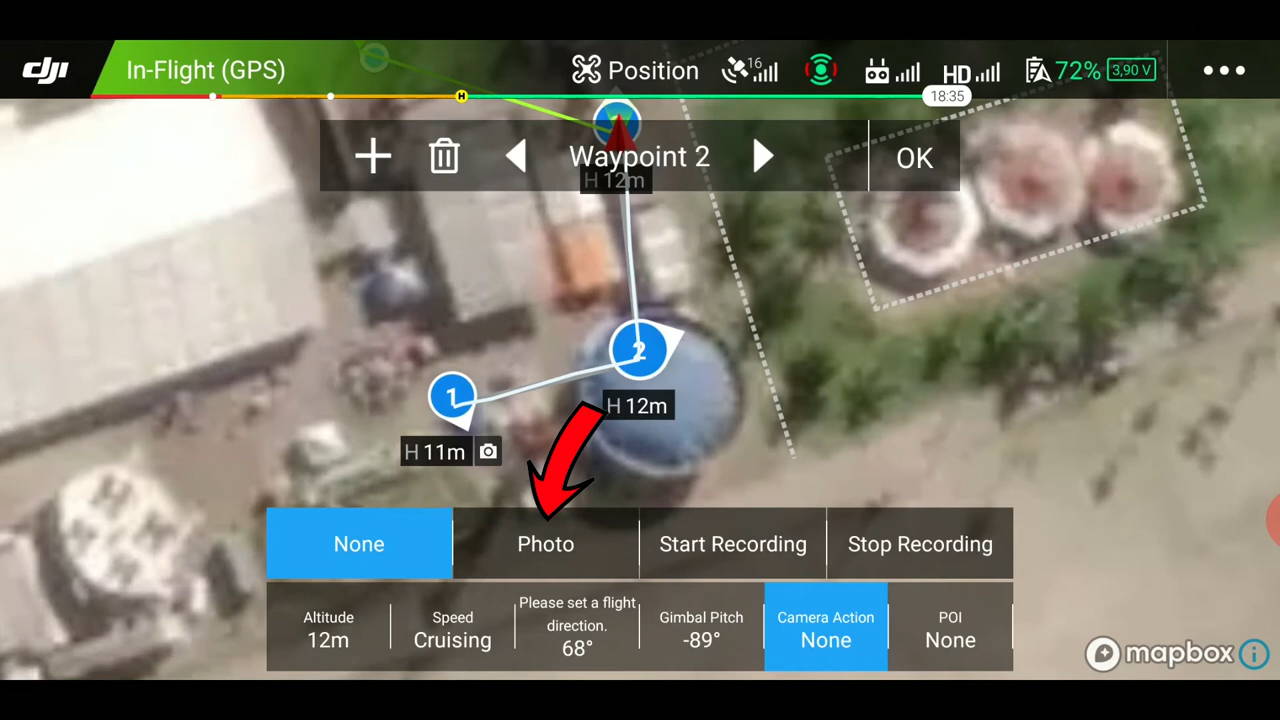 dji In-Flight (GPS) Position 16 HD 72% 3,90 V
H 18:35
Waypoint 2 OK
H 12m
2
1
H 12m
H 11m
None Photo Start Recording Stop Recording
Altitude Speed Please set a flight direction. Gimbal Pitch Camera Action POI
12m Cruising 68° -89° None None
mapbox i